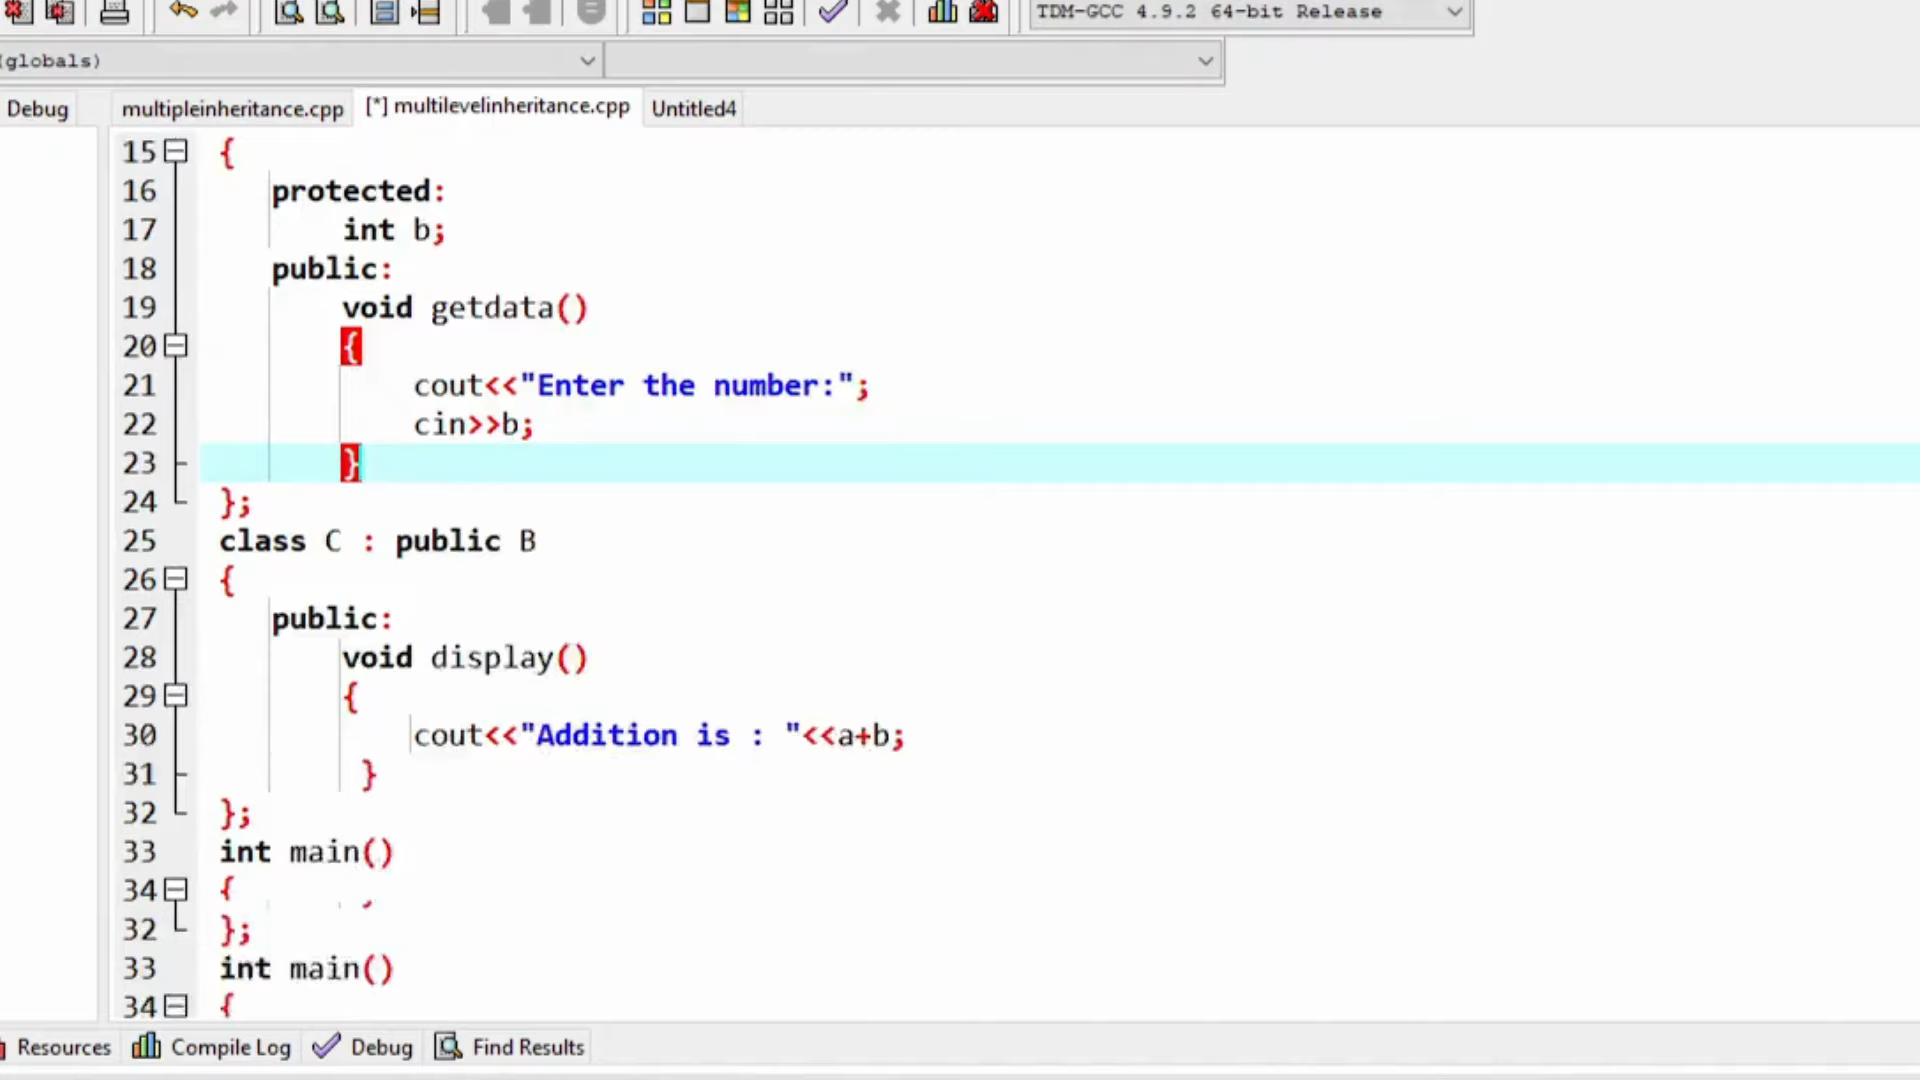 TDM-GCC 4.9.2 64-bit Release
(globals)
Debug multipleinheritance.cpp [*] multilevelinheritance.cpp Untitled4
15 {
16 protected:
17 int b;
18 public:
19 void getdata()
20 {
21 cout<<"Enter the number:";
22 cin>>b;
23 }
24 };
25 class C : public B
26 {
27 public:
28 void display()
29 {
30 cout<<"Addition is : "<<a+b;
31 }
32 };
33 int main()
34 {
32 };
33 int main()
34 {
Resources Compile Log Debug Find Results